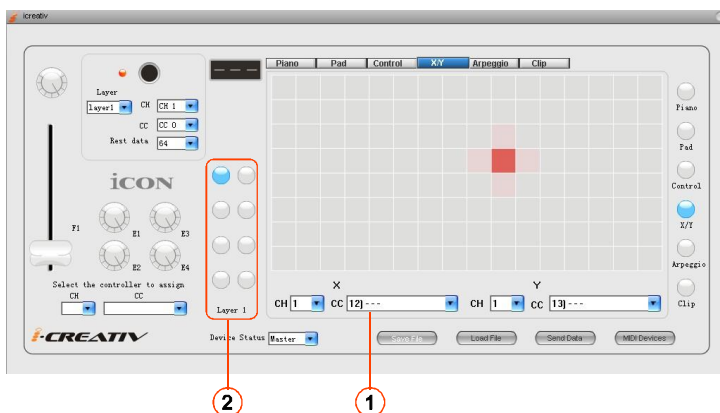 icreativ
Piano Pad Control X/Y Arpeggio Clip
- - -
Layer
layer1 CH CH 1
CC CC 0
Rest data 64
Piano
Pad
iCON
Control
F1 E1 E3
X/Y
E2 E4
Arpeggio
Select the controller to assign
CH CC
X Y
CH 1 CC 12) - - - CH 1 CC 13) - - -
Clip
Layer 1
i-CREATIV
Device Status Master Save File Load File Send Data MIDI Devices
2 1